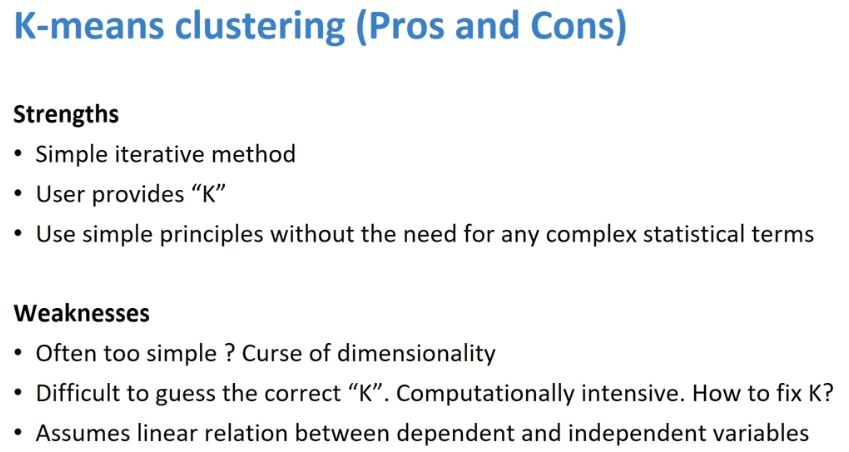 K-means clustering (Pros and Cons)
Strengths
• Simple iterative method
• User provides “K”
• Use simple principles without the need for any complex statistical terms
Weaknesses
• Often too simple ? Curse of dimensionality
• Difficult to guess the correct “K”. Computationally intensive. How to fix K?
• Assumes linear relation between dependent and independent variables